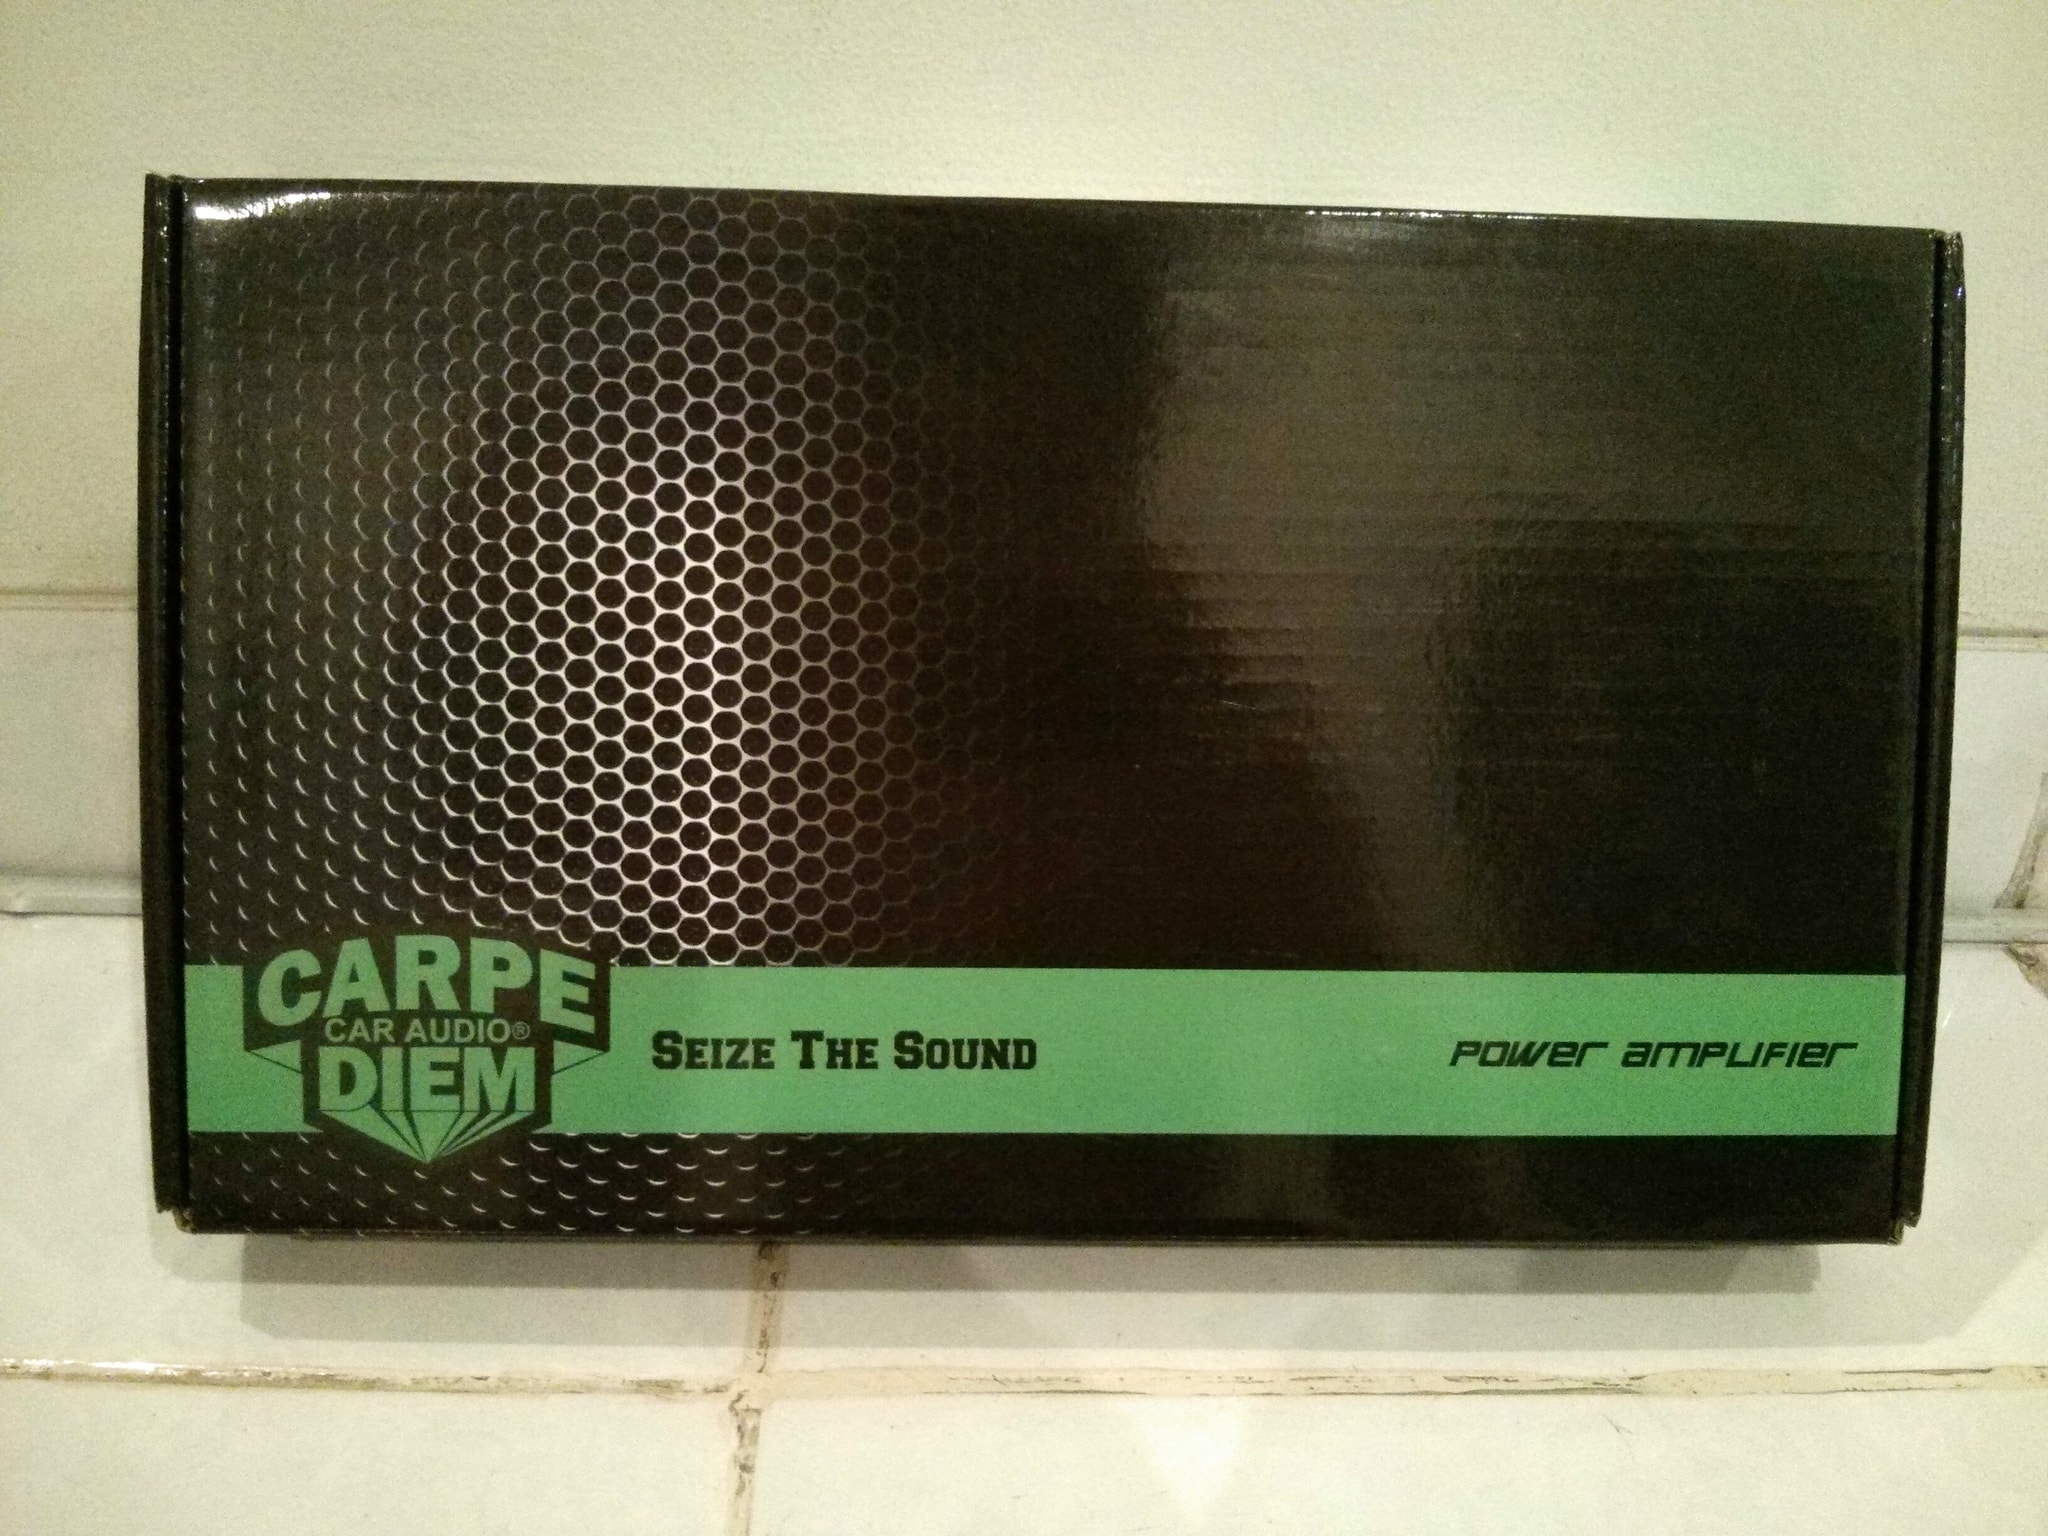 CARPE
CAR AUDIO®
DIEM
SEIZE THE SOUND
POWER AMPLIFIER